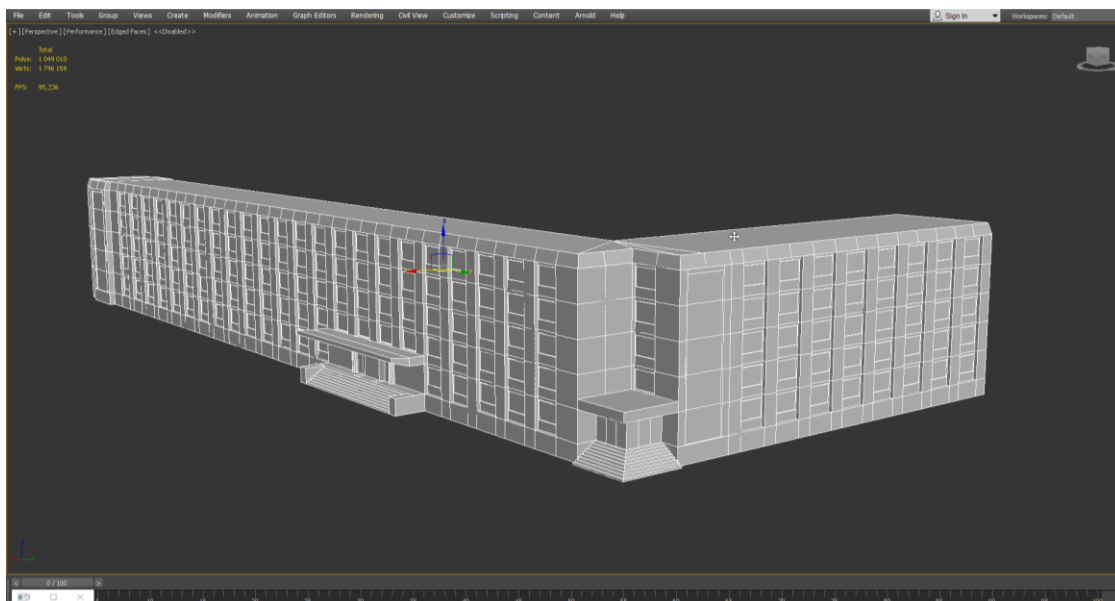 File Edit Tools Group Views Create Modifiers Animation Graph Editors Rendering Civil View Customize Scripting Content Arnold Help Sign In Workspaces: Default
[+] [Perspective] [Performance] [Edged Faces] <<Disabled>>
Total
Polys: 1 049 010
Verts: 1 746 154
FPS: 95,236
0 / 100